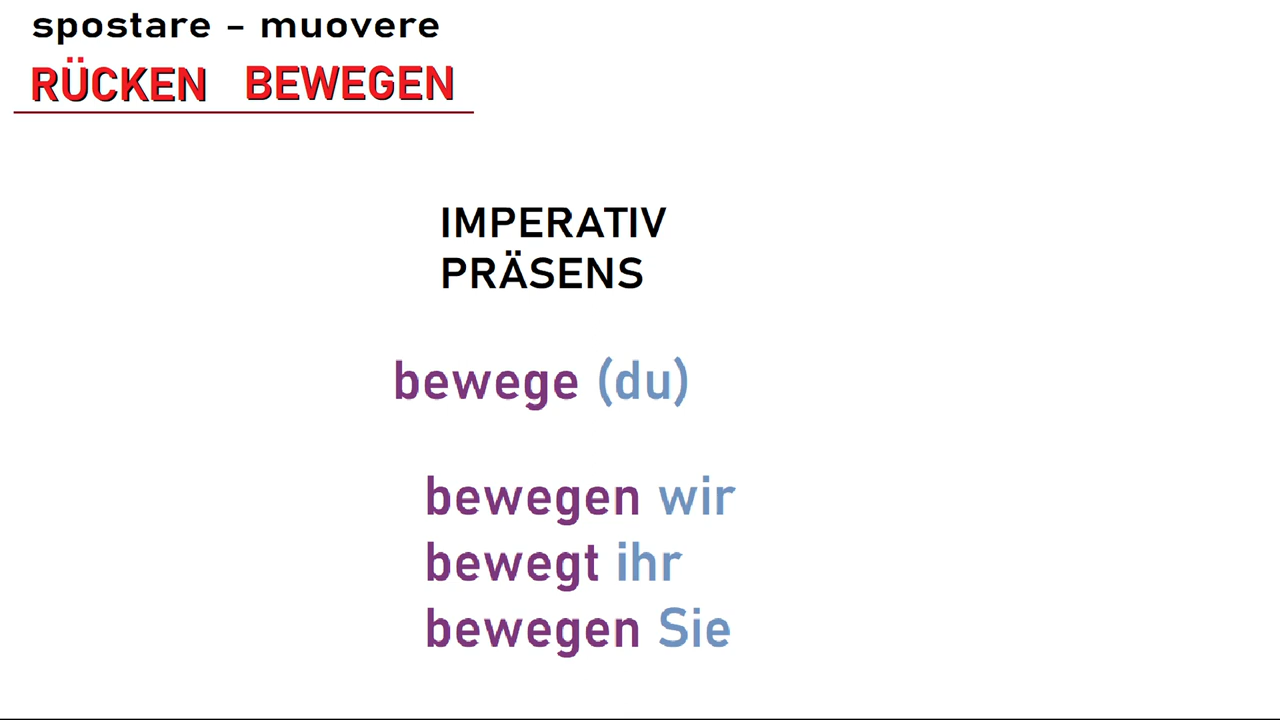 spostare – muovere
RÜCKEN BEWEGEN
IMPERATIV
PRÄSENS
bewege (du)
bewegen wir
bewegt ihr
bewegen Sie